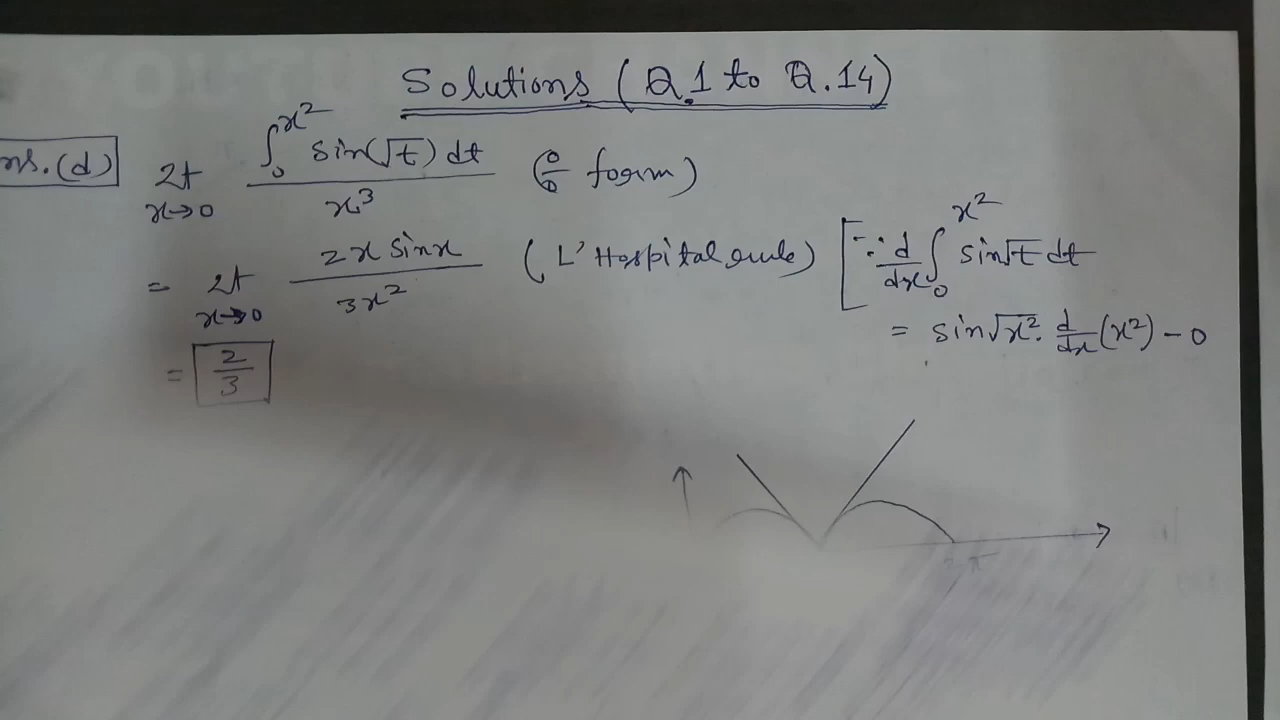 Solutions (Q.1 to Q.14)
ns.(d) Lt x→0 ∫₀^x² sin(√t) dt / x³ (0/0 form)
= Lt x→0 2x sinx / 3x² (L'Hospital rule) [∵ d/dx ∫₀^x² sin√t dt
= sin√x². d/dx (x²) – 0
= 2/3